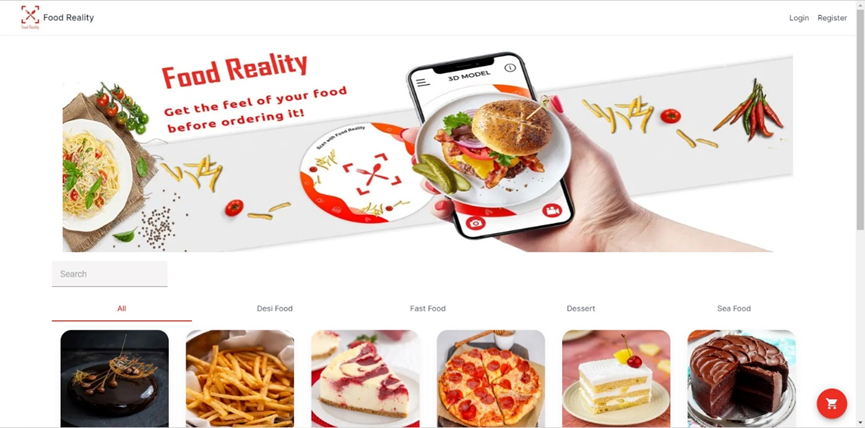 Food Reality
Food Reality
Login
Register
Food Reality
Get the feel of your food
before ordering it!
3D MODEL
Scan with Food Reality
Search
All
Desi Food
Fast Food
Dessert
Sea Food